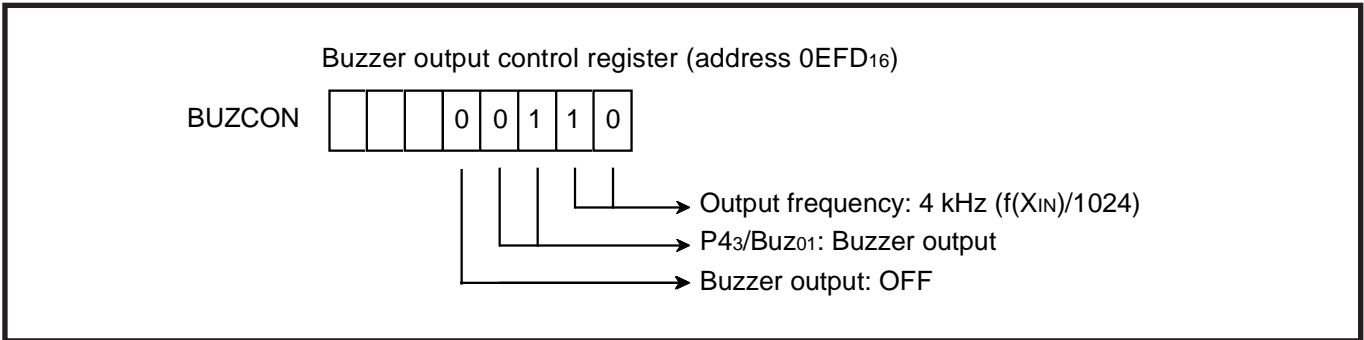 Buzzer output control register (address 0EFD16)
BUZCON 0 0 1 1 0
Output frequency: 4 kHz (f(XIN)/1024)
P43/Buz01: Buzzer output
Buzzer output: OFF